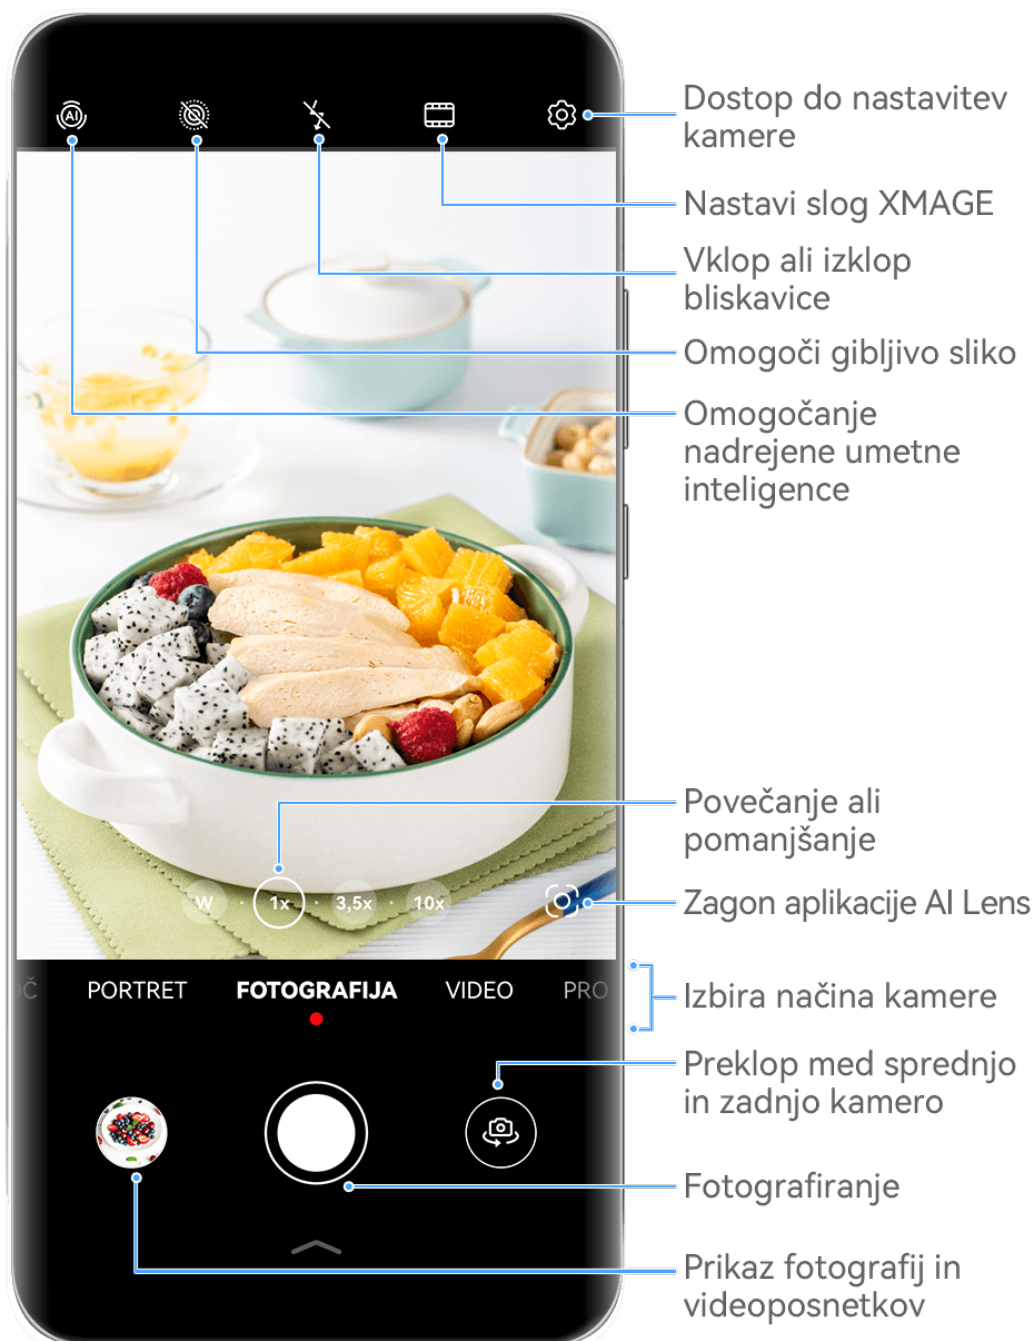 AI
Dostop do nastavitev
kamere
Nastavi slog XMAGE
Vklop ali izklop
bliskavice
Omogoči gibljivo sliko
Omogočanje
nadrejene umetne
inteligence
Povečanje ali
pomanjšanje
W 1x 3,5x 10x
Zagon aplikacije AI Lens
OČ PORTRET FOTOGRAFIJA VIDEO PRO
Izbira načina kamere
Preklop med sprednjo
in zadnjo kamero
Fotografiranje
Prikaz fotografij in
videoposnetkov